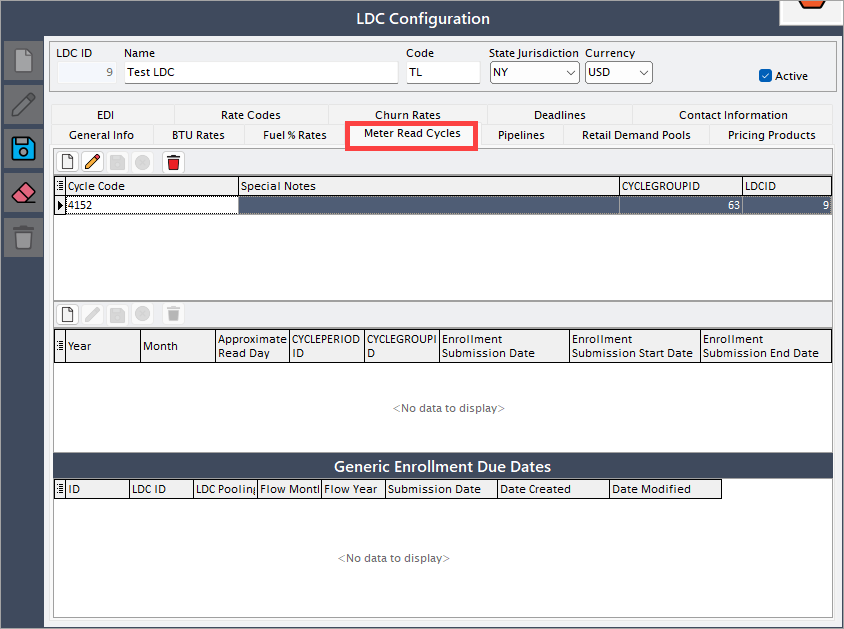 LDC Configuration
LDC ID Name Code State Jurisdiction Currency
9 Test LDC TL NY USD Active
EDI Rate Codes Churn Rates Deadlines Contact Information
General Info BTU Rates Fuel % Rates Meter Read Cycles Pipelines Retail Demand Pools Pricing Products
Cycle Code Special Notes CYCLEGROUPID LDCID
4152 63 9
Approximate CYCLEPERIOD CYCLEGROUPI Enrollment Enrollment Enrollment
Year Month Read Day ID D Submission Date Submission Start Date Submission End Date
<No data to display>
Generic Enrollment Due Dates
ID LDC ID LDC Pooling Flow Montl Flow Year Submission Date Date Created Date Modified
<No data to display>